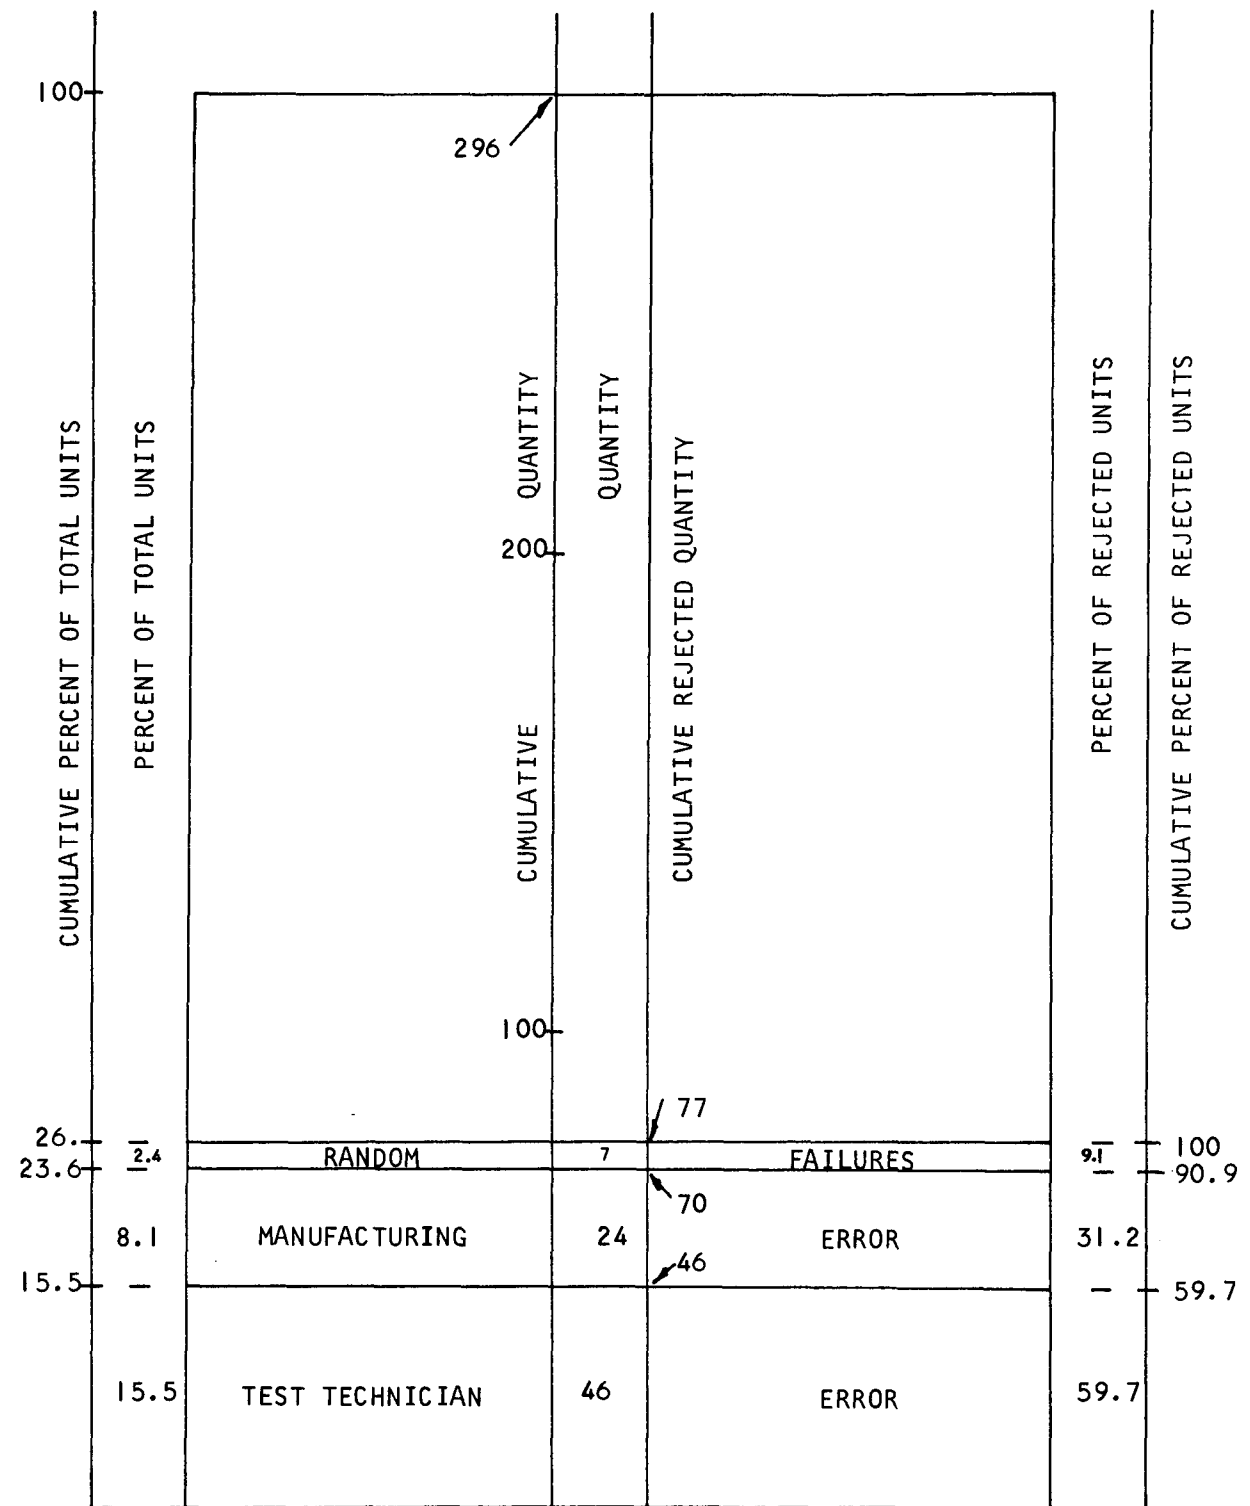 100
296
CUMULATIVE PERCENT OF TOTAL UNITS
PERCENT OF TOTAL UNITS
CUMULATIVE QUANTITY
QUANTITY
CUMULATIVE REJECTED QUANTITY
PERCENT OF REJECTED UNITS
CUMULATIVE PERCENT OF REJECTED UNITS
200
100
77
26.
2.4 RANDOM 7 FAILURES 9.1
100
23.6
90.9
70
8.1 MANUFACTURING 24 ERROR 31.2
46
15.5
59.7
15.5 TEST TECHNICIAN 46 ERROR 59.7